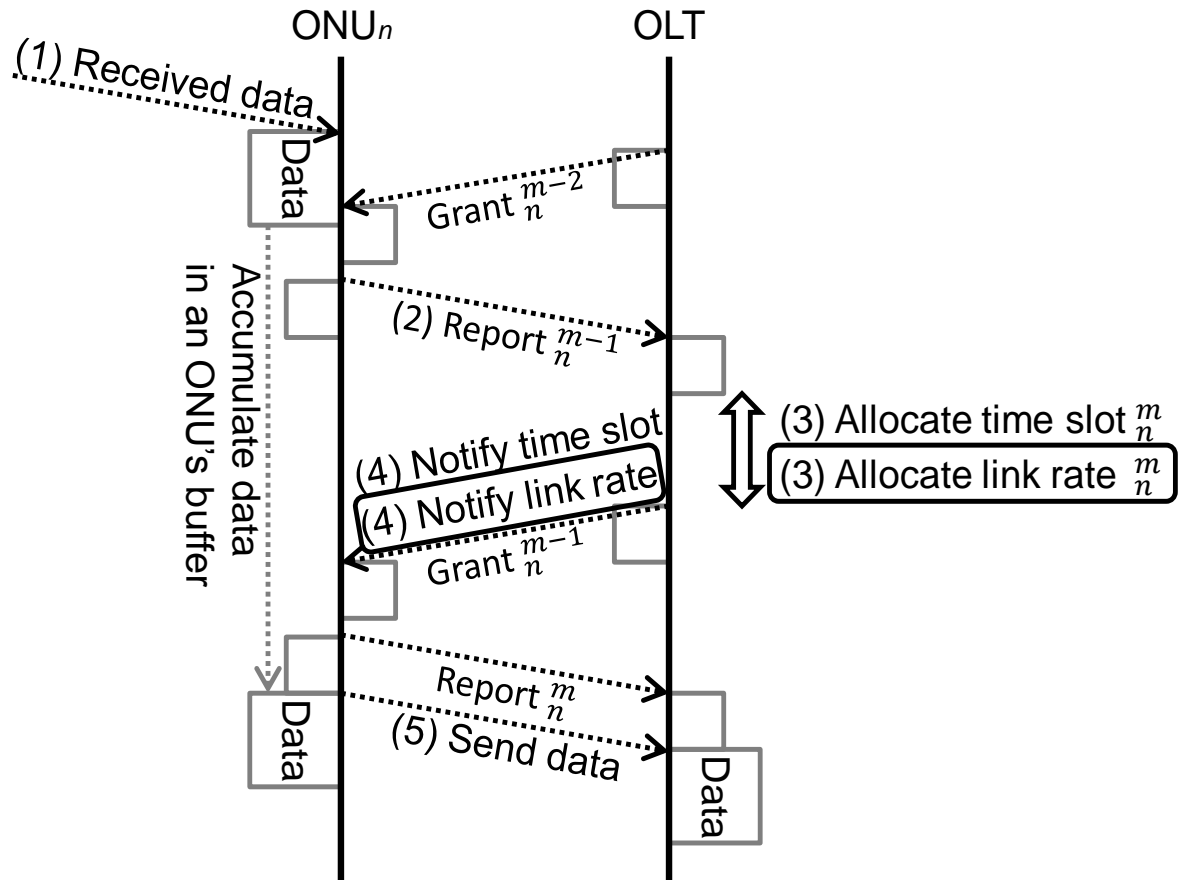 ONUn
OLT
(1) Received data
Data
Grant m−2 n
Accumulate data
in an ONU's buffer
(2) Report m−1 n
(3) Allocate time slot m n
(3) Allocate link rate m n
(4) Notify time slot
(4) Notify link rate
Grant m−1 n
Report m n
(5) Send data
Data
Data